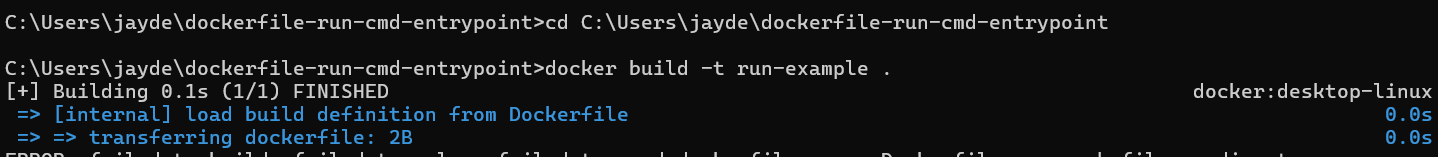 C:\Users\jayde\dockerfile-run-cmd-entrypoint>cd C:\Users\jayde\dockerfile-run-cmd-entrypoint
C:\Users\jayde\dockerfile-run-cmd-entrypoint>docker build -t run-example .
[+] Building 0.1s (1/1) FINISHED docker:desktop-linux
=> [internal] load build definition from Dockerfile 0.0s
=> => transferring dockerfile: 2B 0.0s